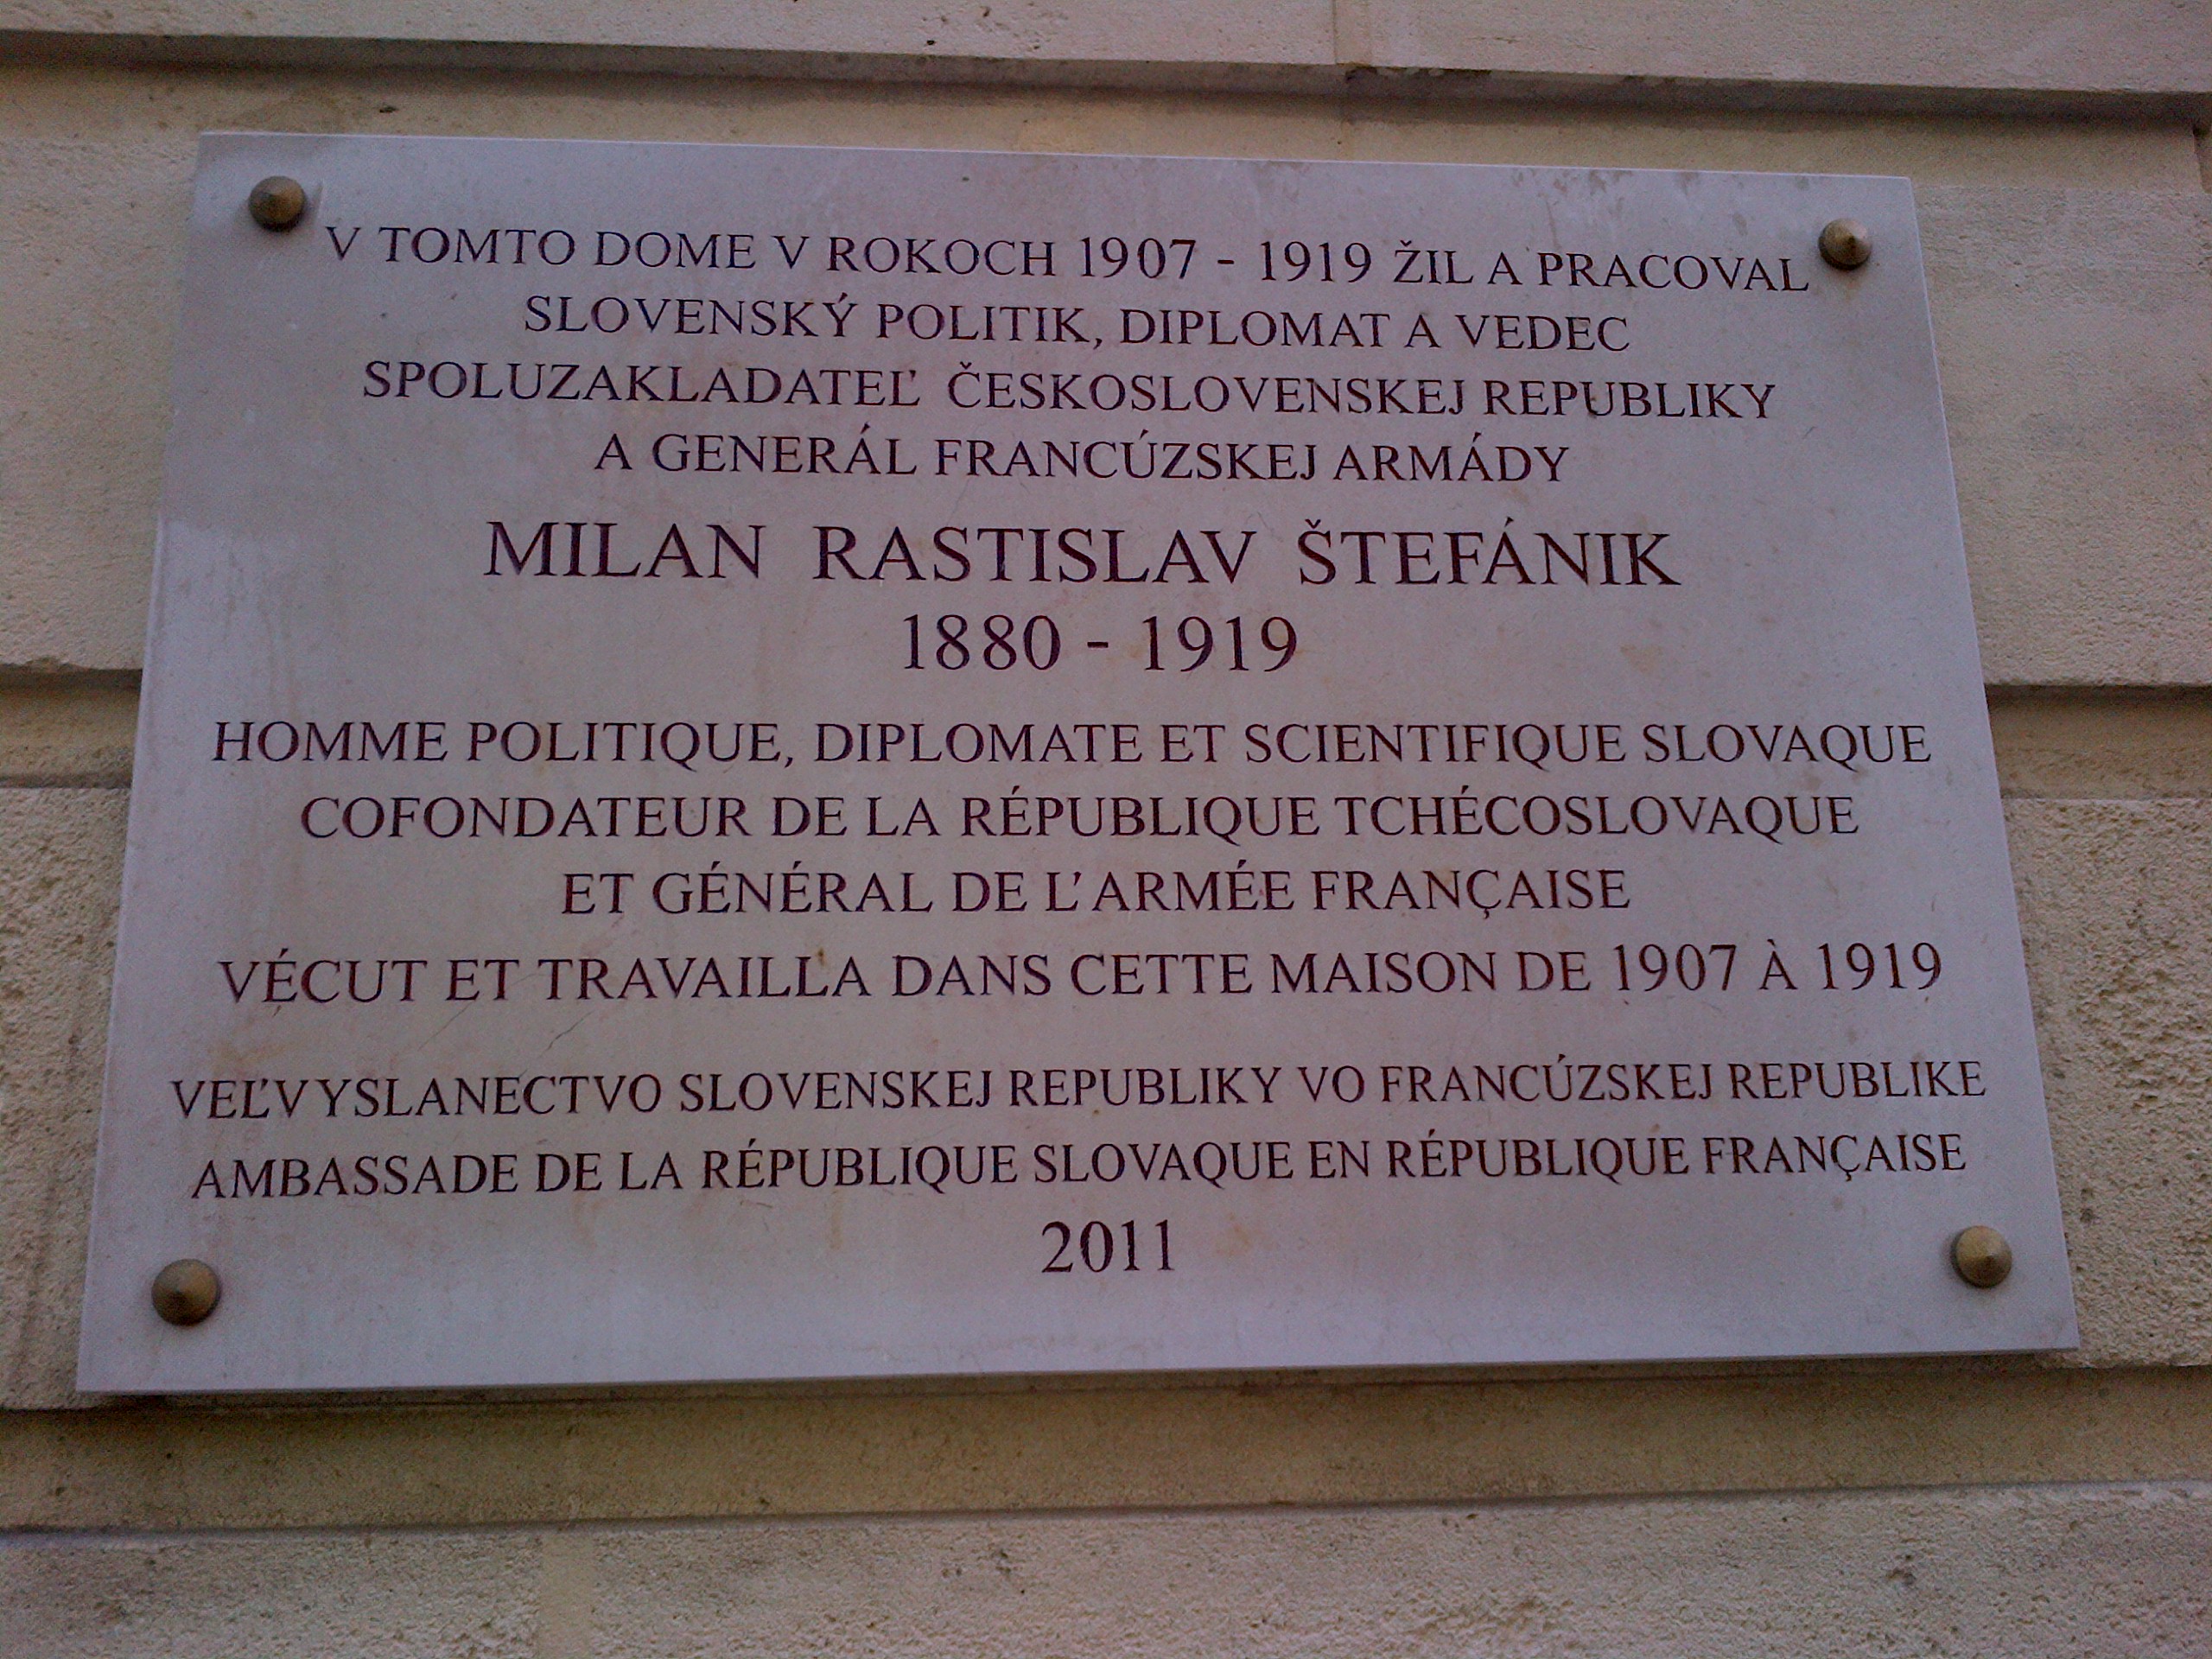 V TOMTO DOME V ROKOCH 1907 - 1919 ŽIL A PRACOVAL
SLOVENSKÝ POLITIK, DIPLOMAT A VEDEC
SPOLUZAKLADATEĽ ČESKOSLOVENSKEJ REPUBLIKY
A GENERÁL FRANCÚZSKEJ ARMÁDY
MILAN RASTISLAV ŠTEFÁNIK
1880 - 1919
HOMME POLITIQUE, DIPLOMATE ET SCIENTIFIQUE SLOVAQUE
COFONDATEUR DE LA RÉPUBLIQUE TCHÉCOSLOVAQUE
ET GÉNÉRAL DE L'ARMÉE FRANÇAISE
VÉCUT ET TRAVAILLA DANS CETTE MAISON DE 1907 À 1919
VEĽVYSLANECTVO SLOVENSKEJ REPUBLIKY VO FRANCÚZSKEJ REPUBLIKE
AMBASSADE DE LA RÉPUBLIQUE SLOVAQUE EN RÉPUBLIQUE FRANÇAISE
2011